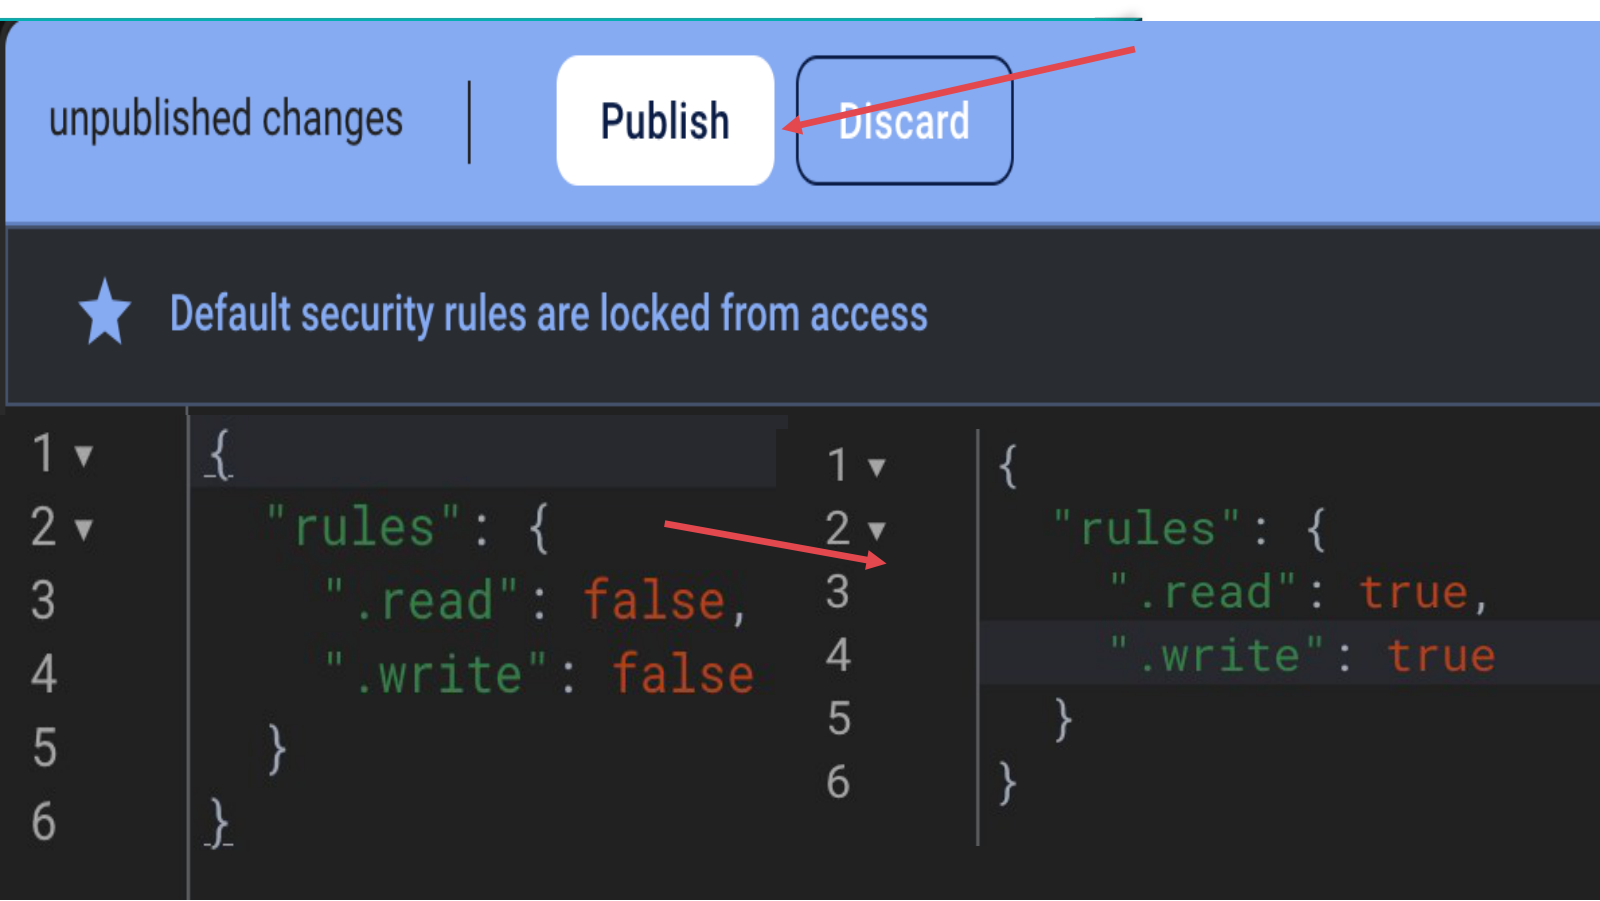 unpublished changes
Publish
Discard
Default security rules are locked from access
1 {
2 "rules": {
3 ".read": false,
4 ".write": false
5 }
6 }
1 {
2 "rules": {
3 ".read": true,
4 ".write": true
5 }
6 }